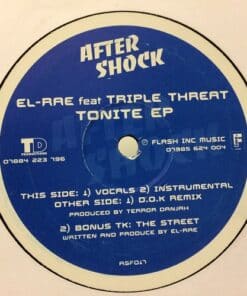 AFTER
SHOCK
EL-RAE feat TRIPLE THREAT
TONITE EP
TD
07884 223 796
℗ FLASH INC MUSIC
07985 624 004
THIS SIDE: 1) VOCALS 2) INSTRUMENTAL
OTHER SIDE: 1) D.O.K REMIX
PRODUCED BY TERROR DANJAH
2) BONUS TK: THE STREET
WRITTEN AND PRODUCE BY EL-RAE
ASF017